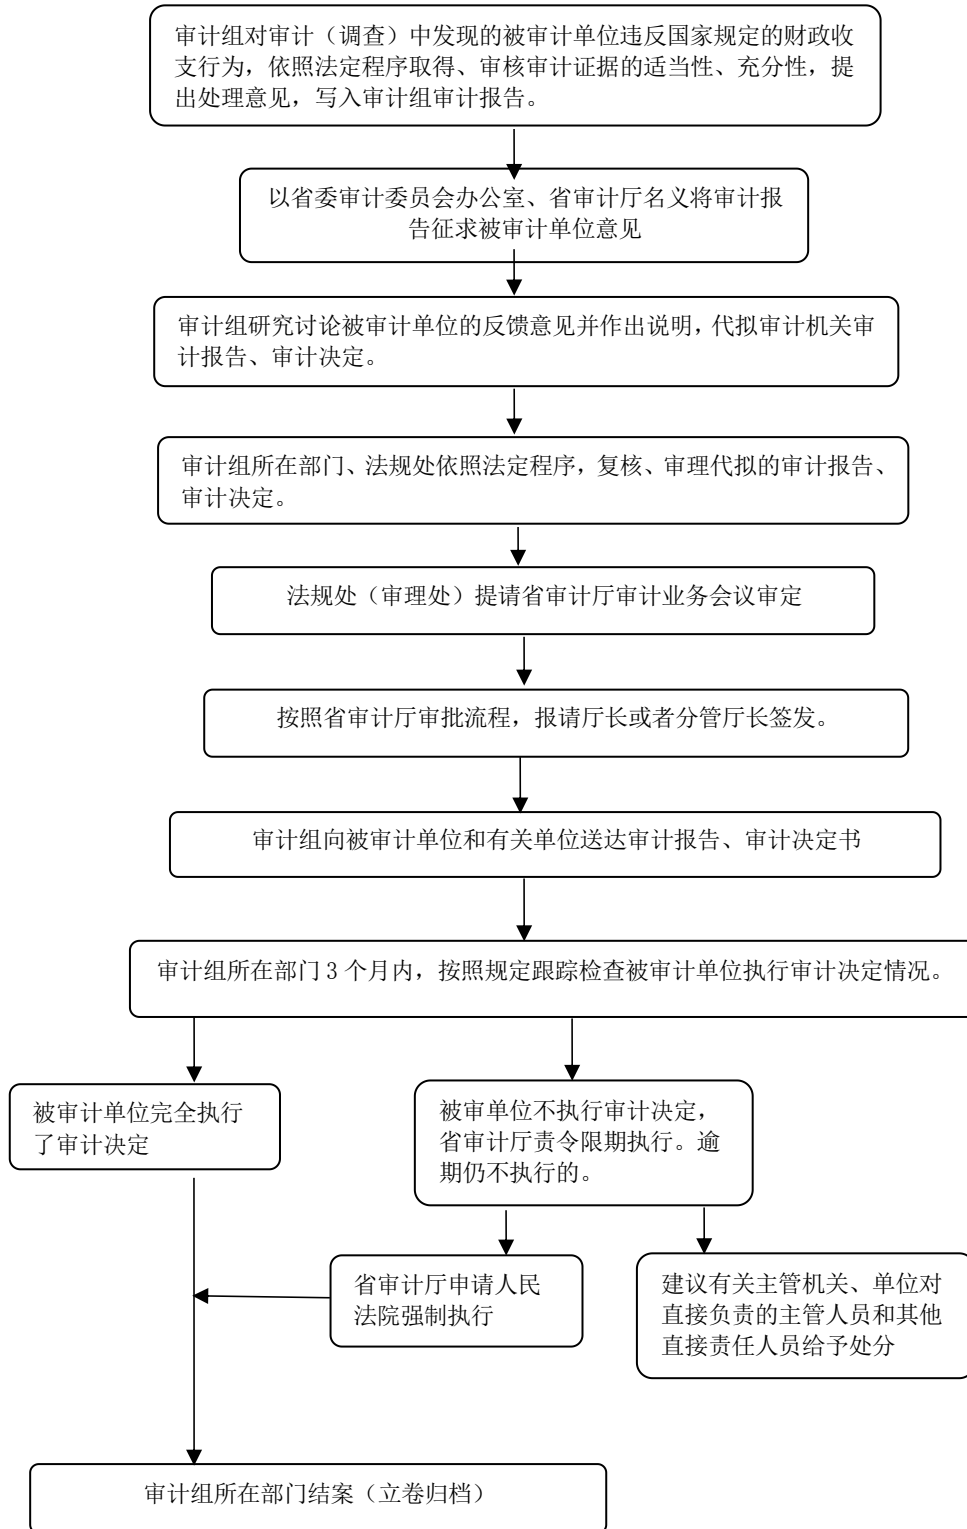 审计组对审计（调查）中发现的被审计单位违反国家规定的财政收
支行为，依照法定程序取得、审核审计证据的适当性、充分性，提
出处理意见，写入审计组审计报告。
以省委审计委员会办公室、省审计厅名义将审计报
告征求被审计单位意见
审计组研究讨论被审计单位的反馈意见并作出说明，代拟审计机关审
计报告、审计决定。
审计组所在部门、法规处依照法定程序，复核、审理代拟的审计报告、
审计决定。
法规处（审理处）提请省审计厅审计业务会议审定
按照省审计厅审批流程，报请厅长或者分管厅长签发。
审计组向被审计单位和有关单位送达审计报告、审计决定书
审计组所在部门 3 个月内，按照规定跟踪检查被审计单位执行审计决定情况。
被审计单位完全执行
了审计决定
被审单位不执行审计决定，
省审计厅责令限期执行。逾
期仍不执行的。
省审计厅申请人民
法院强制执行
建议有关主管机关、单位对
直接负责的主管人员和其他
直接责任人员给予处分
审计组所在部门结案（立卷归档）